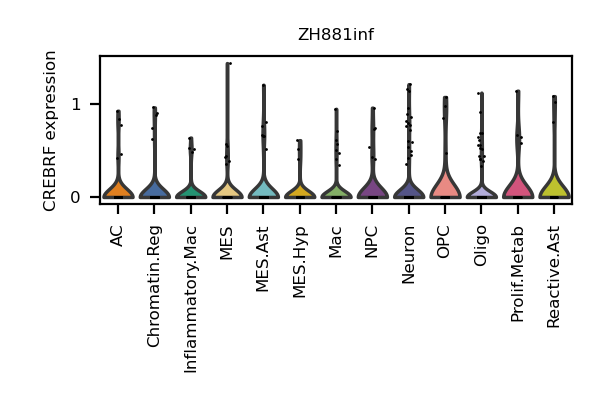 ZH881inf
CREBRF expression
1
0
AC
Chromatin.Reg
Inflammatory.Mac
MES
MES.Ast
MES.Hyp
Mac
NPC
Neuron
OPC
Oligo
Prolif.Metab
Reactive.Ast